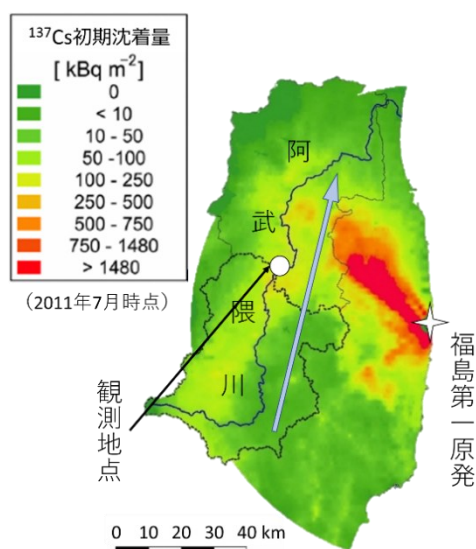 ¹³⁷Cs初期沈着量
[ kBq m⁻² ]
0
< 10
10 - 50
50 -100
100 - 250
250 - 500
500 - 750
750 - 1480
> 1480
(2011年7月時点)
阿武隈川
観測地点
福島第一原発
0 10 20 30 40 km